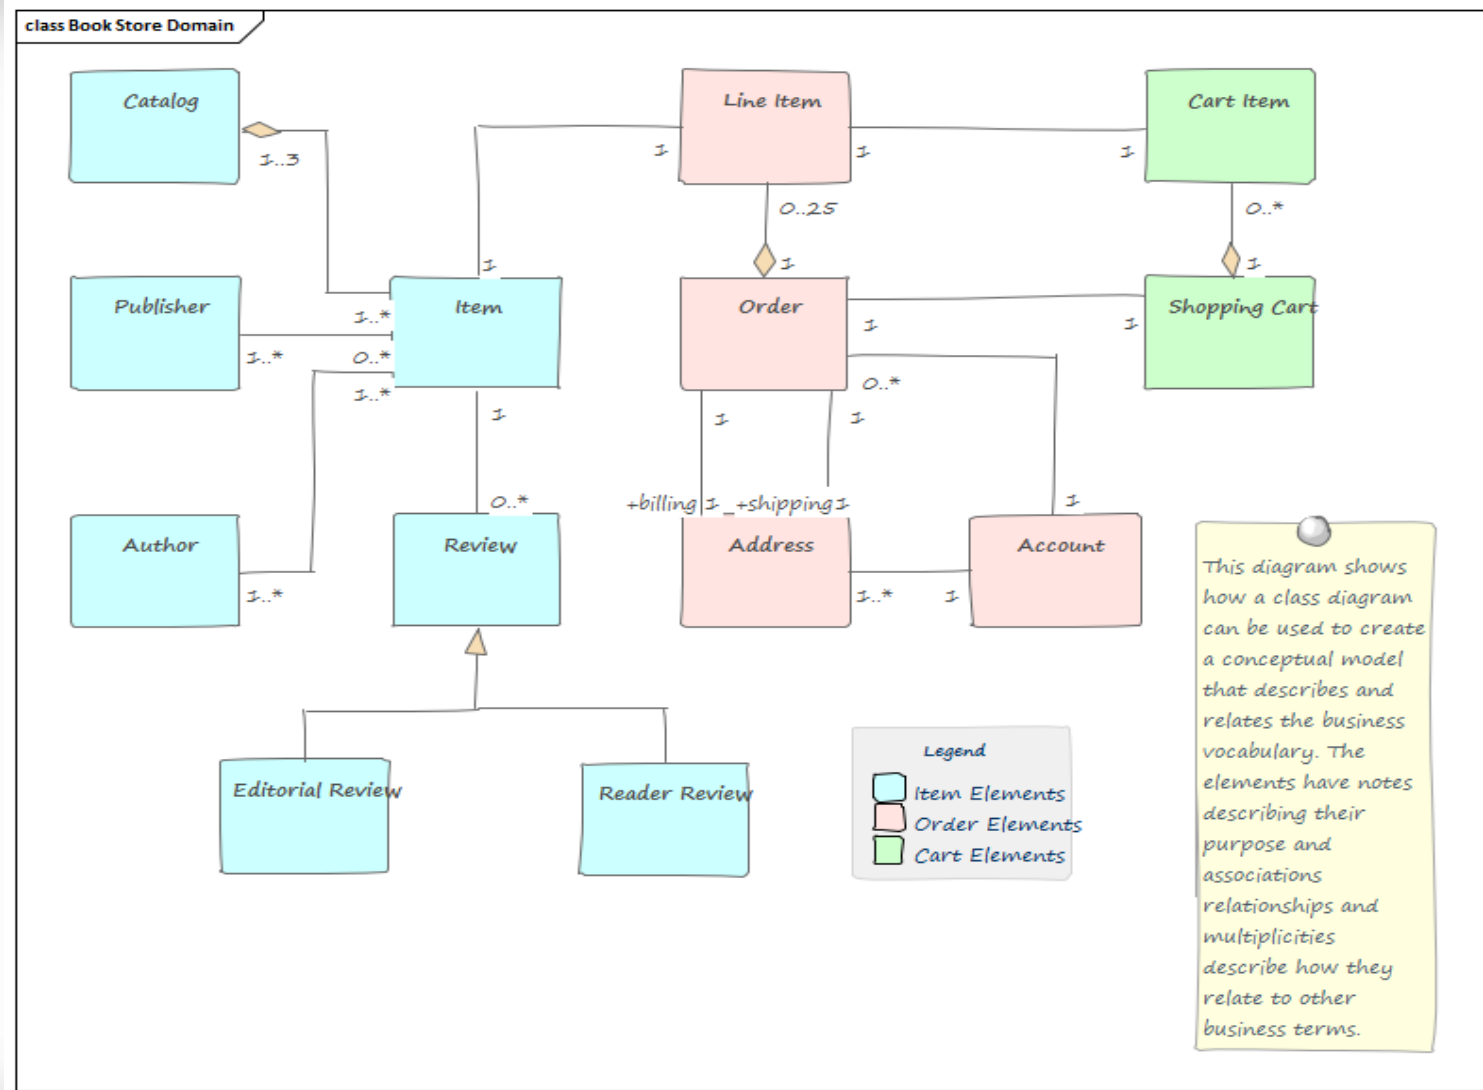 class Book Store Domain
Catalog
Line Item
Cart Item
1..3
1
1
1
0..25
0..*
1
1
1
Publisher
Item
Order
Shopping Cart
1..*
1..*
0..*
1..*
1
1
0..*
1
1
1
0..*
+billing 1
+shipping 1
1
Author
Review
Address
Account
1..*
1..*
1
Editorial Review
Reader Review
Legend
Item Elements
Order Elements
Cart Elements
This diagram shows
how a class diagram
can be used to create
a conceptual model
that describes and
relates the business
vocabulary. The
elements have notes
describing their
purpose and
associations
relationships and
multiplicities
describe how they
relate to other
business terms.